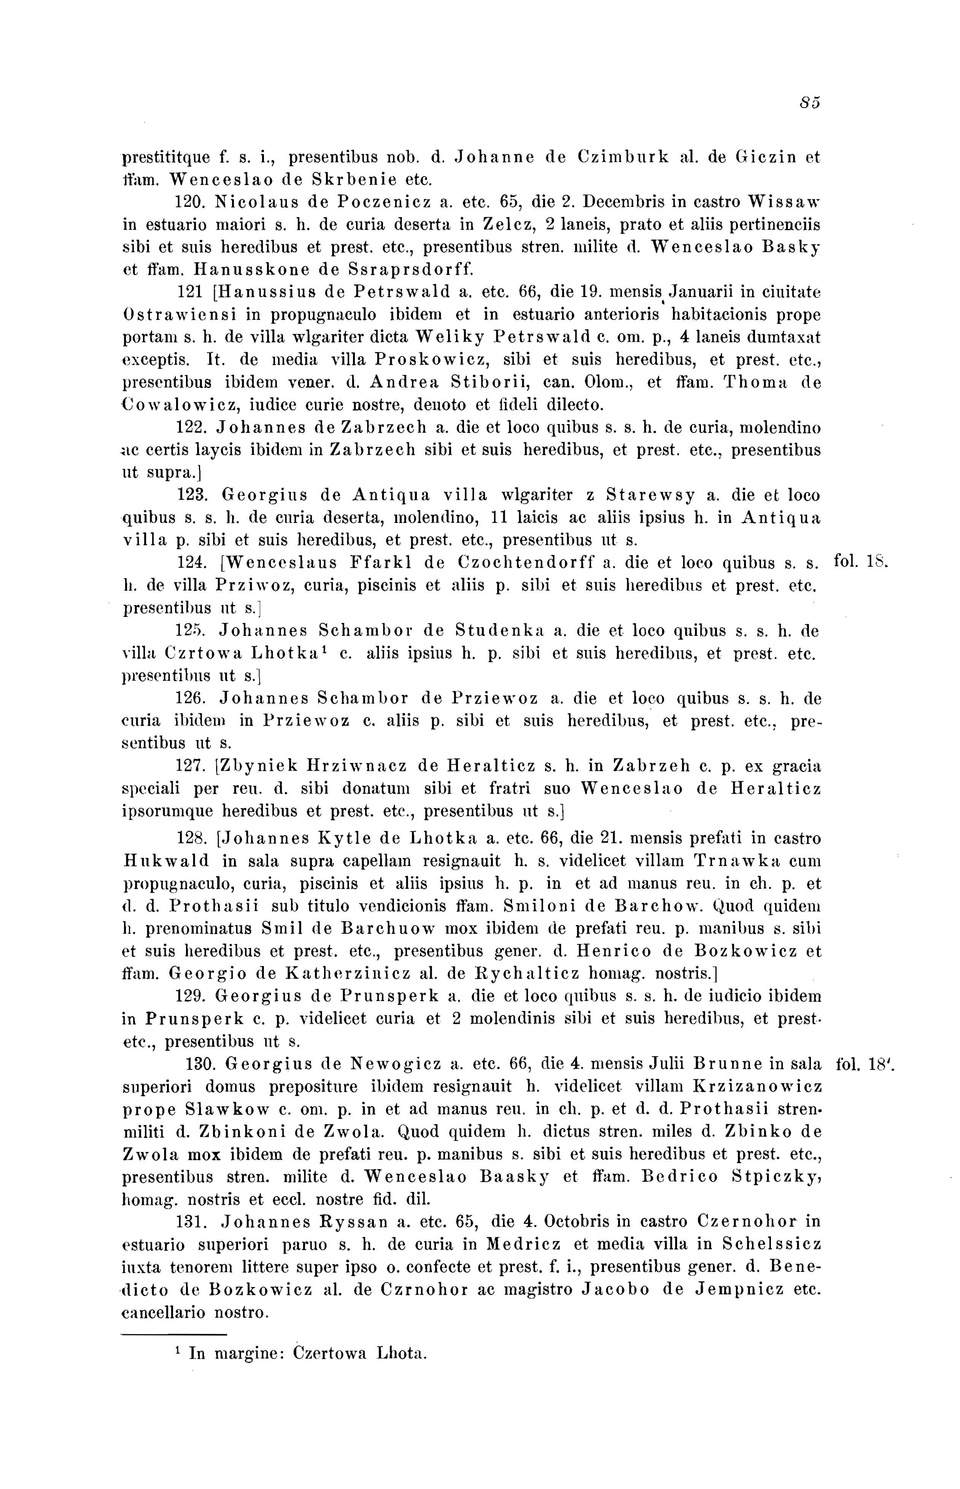 85
prestititque f. s. i., presentibus nob. d. Johanne de Czimburk al. de Giczin et
ffam. Wenceslao de Skrbenie etc.
120. Nicolaus de Poczenicz a. etc. 65, die 2. Decembris in castro Wissaw
in estuario maiori s. h. de curia deserta in Zelcz, 2 laneis, prato et aliis pertinenciis
sibi et suis heredibus et prest. etc., presentibus stren. milite d. Wenceslao Basky
et ffam. Hanusskone de Ssraprsdorff.
121 [Hanussius de Petrswald a. etc. 66, die 19. mensis Januarii in ciuitate
Ostrawiensi in propugnaculo ibidem et in estuario anterioris habitacionis prope
portam s. h. de villa wlgariter dicta Weliky Petrswald c. om. p., 4 laneis dumtaxat
exceptis. It. de media villa Proskowicz, sibi et suis heredibus, et prest. etc.,
presentibus ibidem vener. d. Andrea Stiborii, can. Olom., et ffam. Thoma de
Cowalowicz, iudice curie nostre, deuoto et fideli dilecto.
122. Johannes de Zabrzech a. die et loco quibus s. s. h. de curia, molendino
ac certis laycis ibidem in Zabrzech sibi et suis heredibus, et prest. etc., presentibus
ut supra.]
123. Georgius de Antiqua villa wlgariter z Starewsy a. die et loco
quibus s. s. h. de curia deserta, molendino, 11 laicis ac aliis ipsius h. in Antiqua
villa p. sibi et suis heredibus, et prest. etc., presentibus ut s.
124. [Wenceslaus Ffarkl de Czochtendorff a. die et loco quibus s. s. fol. 18.
h. de villa Prziwoz, curia, piscinis et aliis p. sibi et suis heredibus et prest. etc.
presentibus ut s.]
125. Johannes Schambor de Studenka a. die et loco quibus s. s. h. de
villa Czrtowa Lhotka¹ c. aliis ipsius h. p. sibi et suis heredibus, et prest. etc.
presentibus ut s.]
126. Johannes Schambor de Prziewoz a. die et loco quibus s. s. h. de
curia ibidem in Prziewoz c. aliis p. sibi et suis heredibus, et prest. etc., pre-
sentibus ut s.
127. [Zbyniek Hrziwnacz de Heralticz s. h. in Zabrzeh c. p. ex gracia
speciali per reu. d. sibi donatum sibi et fratri suo Wenceslao de Heralticz
ipsorumque heredibus et prest. etc., presentibus ut s.]
128. [Johannes Kytle de Lhotka a. etc. 66, die 21. mensis prefati in castro
Hukwald in sala supra capellam resignauit h. s. videlicet villam Trnawka cum
propugnaculo, curia, piscinis et aliis ipsius h. p. in et ad manus reu. in ch. p. et
d. d. Prothasii sub titulo vendicionis ffam. Smiloni de Barchow. Quod quidem
h. prenominatus Smil de Barchuow mox ibidem de prefati reu. p. manibus s. sibi
et suis heredibus et prest. etc., presentibus gener. d. Henrico de Bozkowicz et
ffam. Georgio de Katherzinicz al. de Rychalticz homag. nostris.]
129. Georgius de Prunsperk a. die et loco quibus s. s. h. de iudicio ibidem
in Prunsperk c. p. videlicet curia et 2 molendinis sibi et suis heredibus, et prest.
etc., presentibus ut s.
130. Georgius de Newogicz a. etc. 66, die 4. mensis Julii Brunne in sala fol. 18'.
superiori domus prepositure ibidem resignauit h. videlicet villam Krzizanowicz
prope Slawkow c. om. p. in et ad manus reu. in ch. p. et d. d. Prothasii stren.
militi d. Zbinkoni de Zwola. Quod quidem h. dictus stren. miles d. Zbinko de
Zwola mox ibidem de prefati reu. p. manibus s. sibi et suis heredibus et prest. etc.,
presentibus stren. milite d. Wenceslao Baasky et ffam. Bedrico Stpiczky,
homag. nostris et eccl. nostre fid. dil.
131. Johannes Ryssan a. etc. 65, die 4. Octobris in castro Czernohor in
estuario superiori paruo s. h. de curia in Medricz et media villa in Schelssicz
iuxta tenorem littere super ipso o. confecte et prest. f. i., presentibus gener. d. Bene-
dicto de Bozkowicz al. de Czrnohor ac magistro Jacobo de Jempnicz etc.
cancellario nostro.
¹ In margine: Czertowa Lhota.